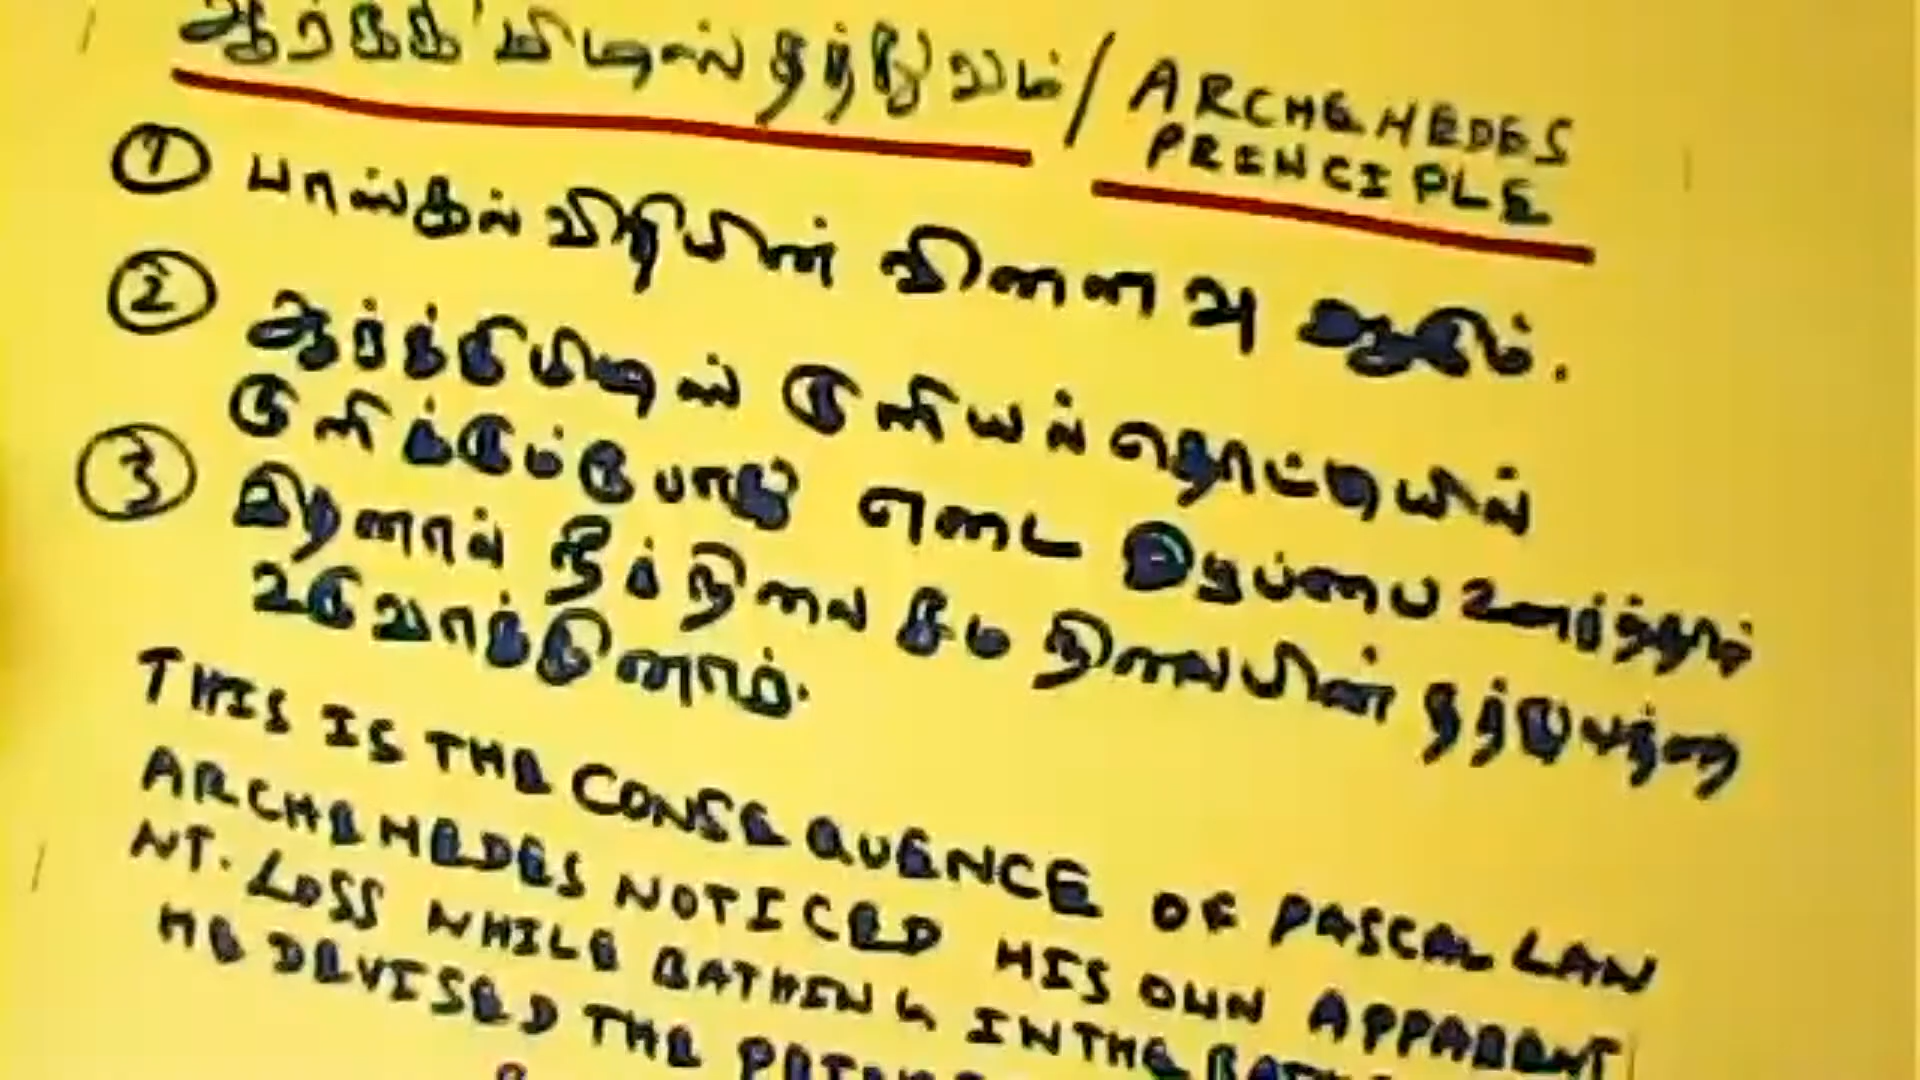 ஆர்க்கிமிடிஸ் தத்துவம் / ARCHEMEDES
PRINCIPLE
① பாஸ்கல் விதியின் விளைவு ஆகும்.
② ஆர்க்கிமிடிஸ் குளியல் தொட்டியில்
குளிக்கும்போது எடை இழப்பை உணர்ந்தார்
③ இதனால் நீர்நிலை சமநிலையின் தத்துவத்தை
உருவாக்கினார்.
THIS IS THE CONSEQUENCE OF PASCAL LAW
ARCHEMEDES NOTICED HIS OWN APPARENT
WT. LOSS WHILE BATHING IN THE
HE DEVISED THE